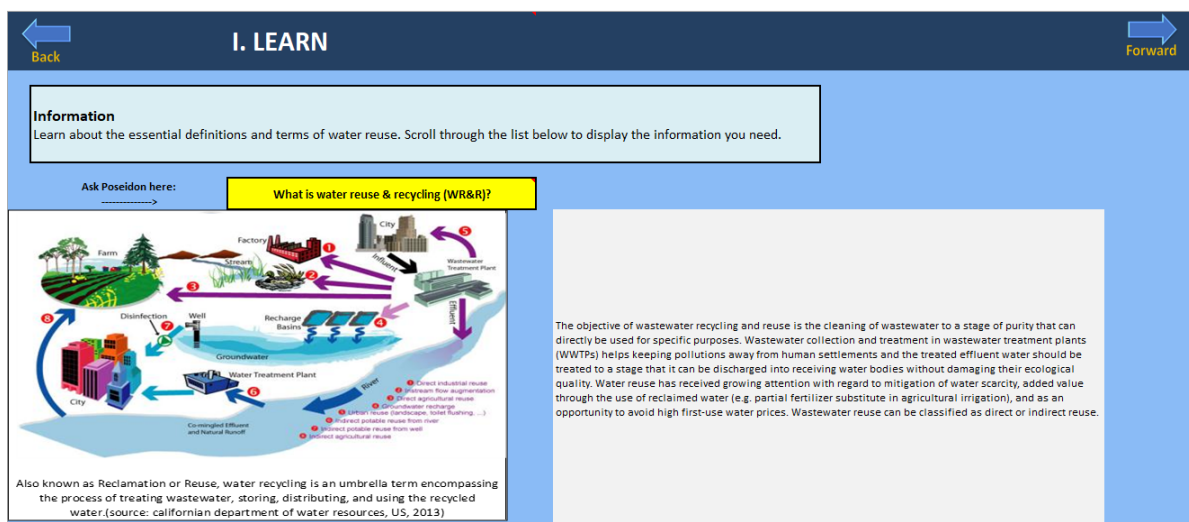 I. LEARN
Back
Forward
Information
Learn about the essential definitions and terms of water reuse. Scroll through the list below to display the information you need.
Ask Poseidon here:
-------------->
What is water reuse & recycling (WR&R)?
City
Factory
1
5
Farm
Stream
Influent
Wastewater
Treatment Plant
2
3
Effluent
8
Disinfection
Well
7
Recharge
Basins
4
Groundwater
Water Treatment Plant
6
River
City
Co-mingled Effluent
and Natural Runoff
Direct industrial reuse
Instream flow augmentation
Direct agricultural reuse
Groundwater recharge
Urban reuse (landscape, toilet flushing, ...)
Indirect potable reuse from river
Indirect potable reuse from well
Indirect agricultural reuse
Also known as Reclamation or Reuse, water recycling is an umbrella term encompassing
the process of treating wastewater, storing, distributing, and using the recycled
water.(source: californian department of water resources, US, 2013)
The objective of wastewater recycling and reuse is the cleaning of wastewater to a stage of purity that can
directly be used for specific purposes. Wastewater collection and treatment in wastewater treatment plants
(WWTPs) helps keeping pollutions away from human settlements and the treated effluent water should be
treated to a stage that it can be discharged into receiving water bodies without damaging their ecological
quality. Water reuse has received growing attention with regard to mitigation of water scarcity, added value
through the use of reclaimed water (e.g. partial fertilizer substitute in agricultural irrigation), and as an
opportunity to avoid high first-use water prices. Wastewater reuse can be classified as direct or indirect reuse.